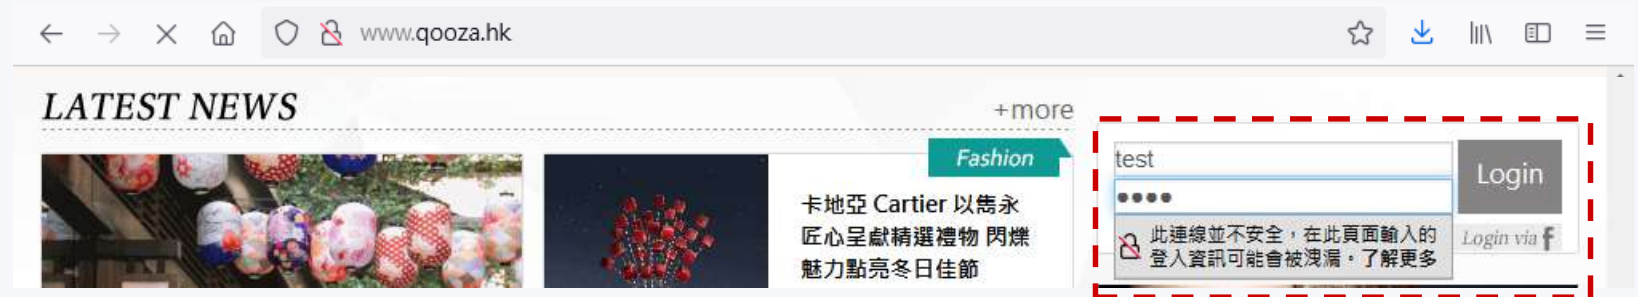 www.qooza.hk
LATEST NEWS
+more
Fashion
卡地亞 Cartier 以雋永
匠心呈獻精選禮物 閃爍
魅力點亮冬日佳節
test
••••
Login
此連線並不安全，在此頁面輸入的
登入資訊可能會被洩漏。了解更多
Login via f